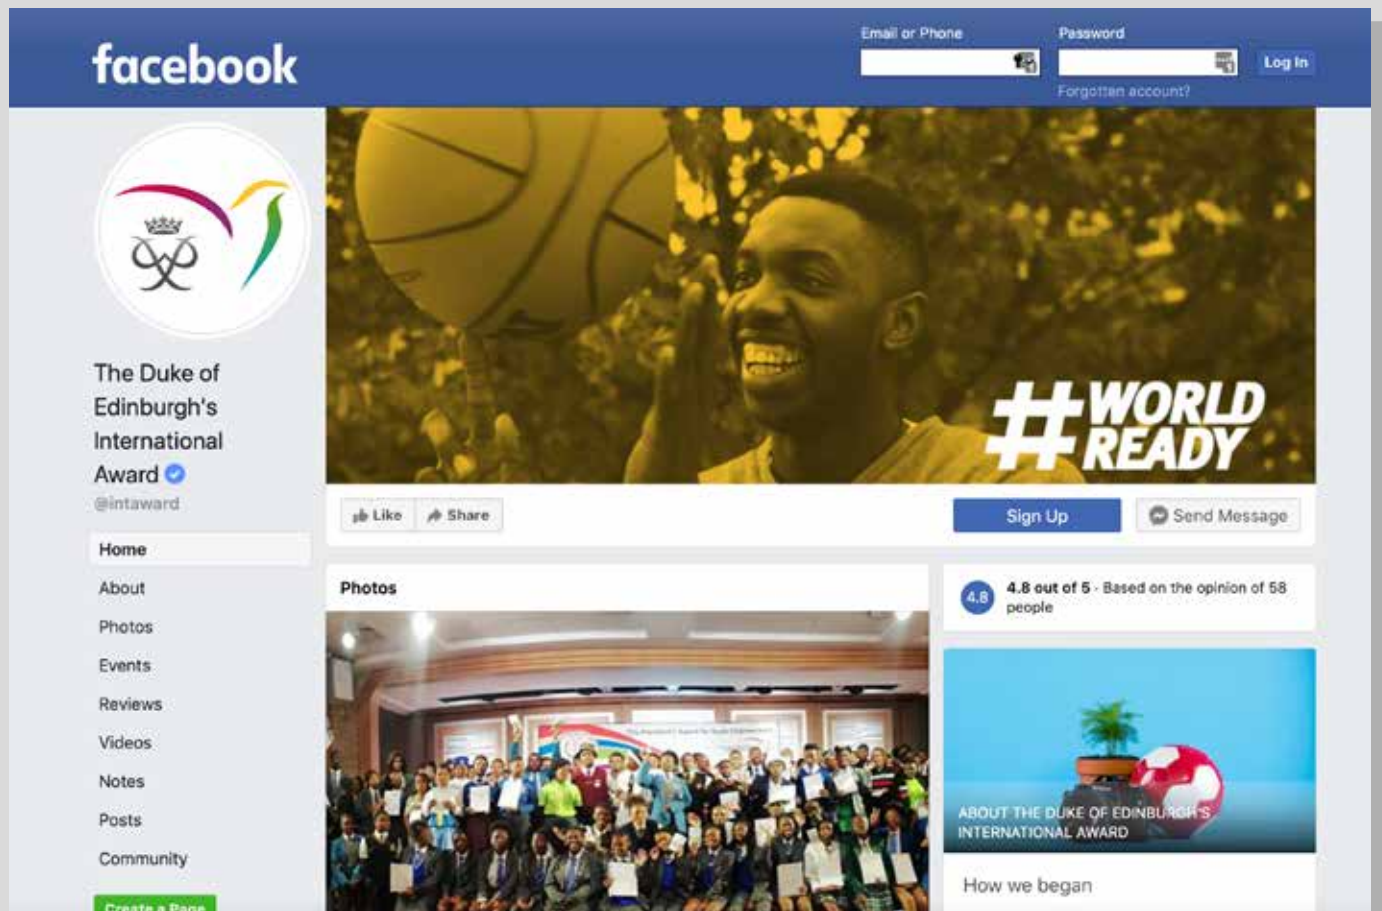 facebook
Email or Phone
Password
Log In
Forgotten account?
The Duke of
Edinburgh's
International
Award
@intaward
#WORLD
READY
Like
Share
Sign Up
Send Message
Home
About
Photos
Events
Reviews
Videos
Notes
Posts
Community
Create a Page
Photos
4.8
4.8 out of 5 · Based on the opinion of 58
people
ABOUT THE DUKE OF EDINBURGH'S
INTERNATIONAL AWARD
How we began